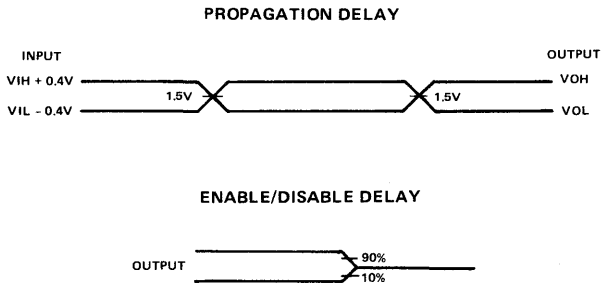 PROPAGATION DELAY
INPUT
OUTPUT
VIH + 0.4V
VOH
1.5V
1.5V
VIL - 0.4V
VOL
ENABLE/DISABLE DELAY
90%
OUTPUT
10%